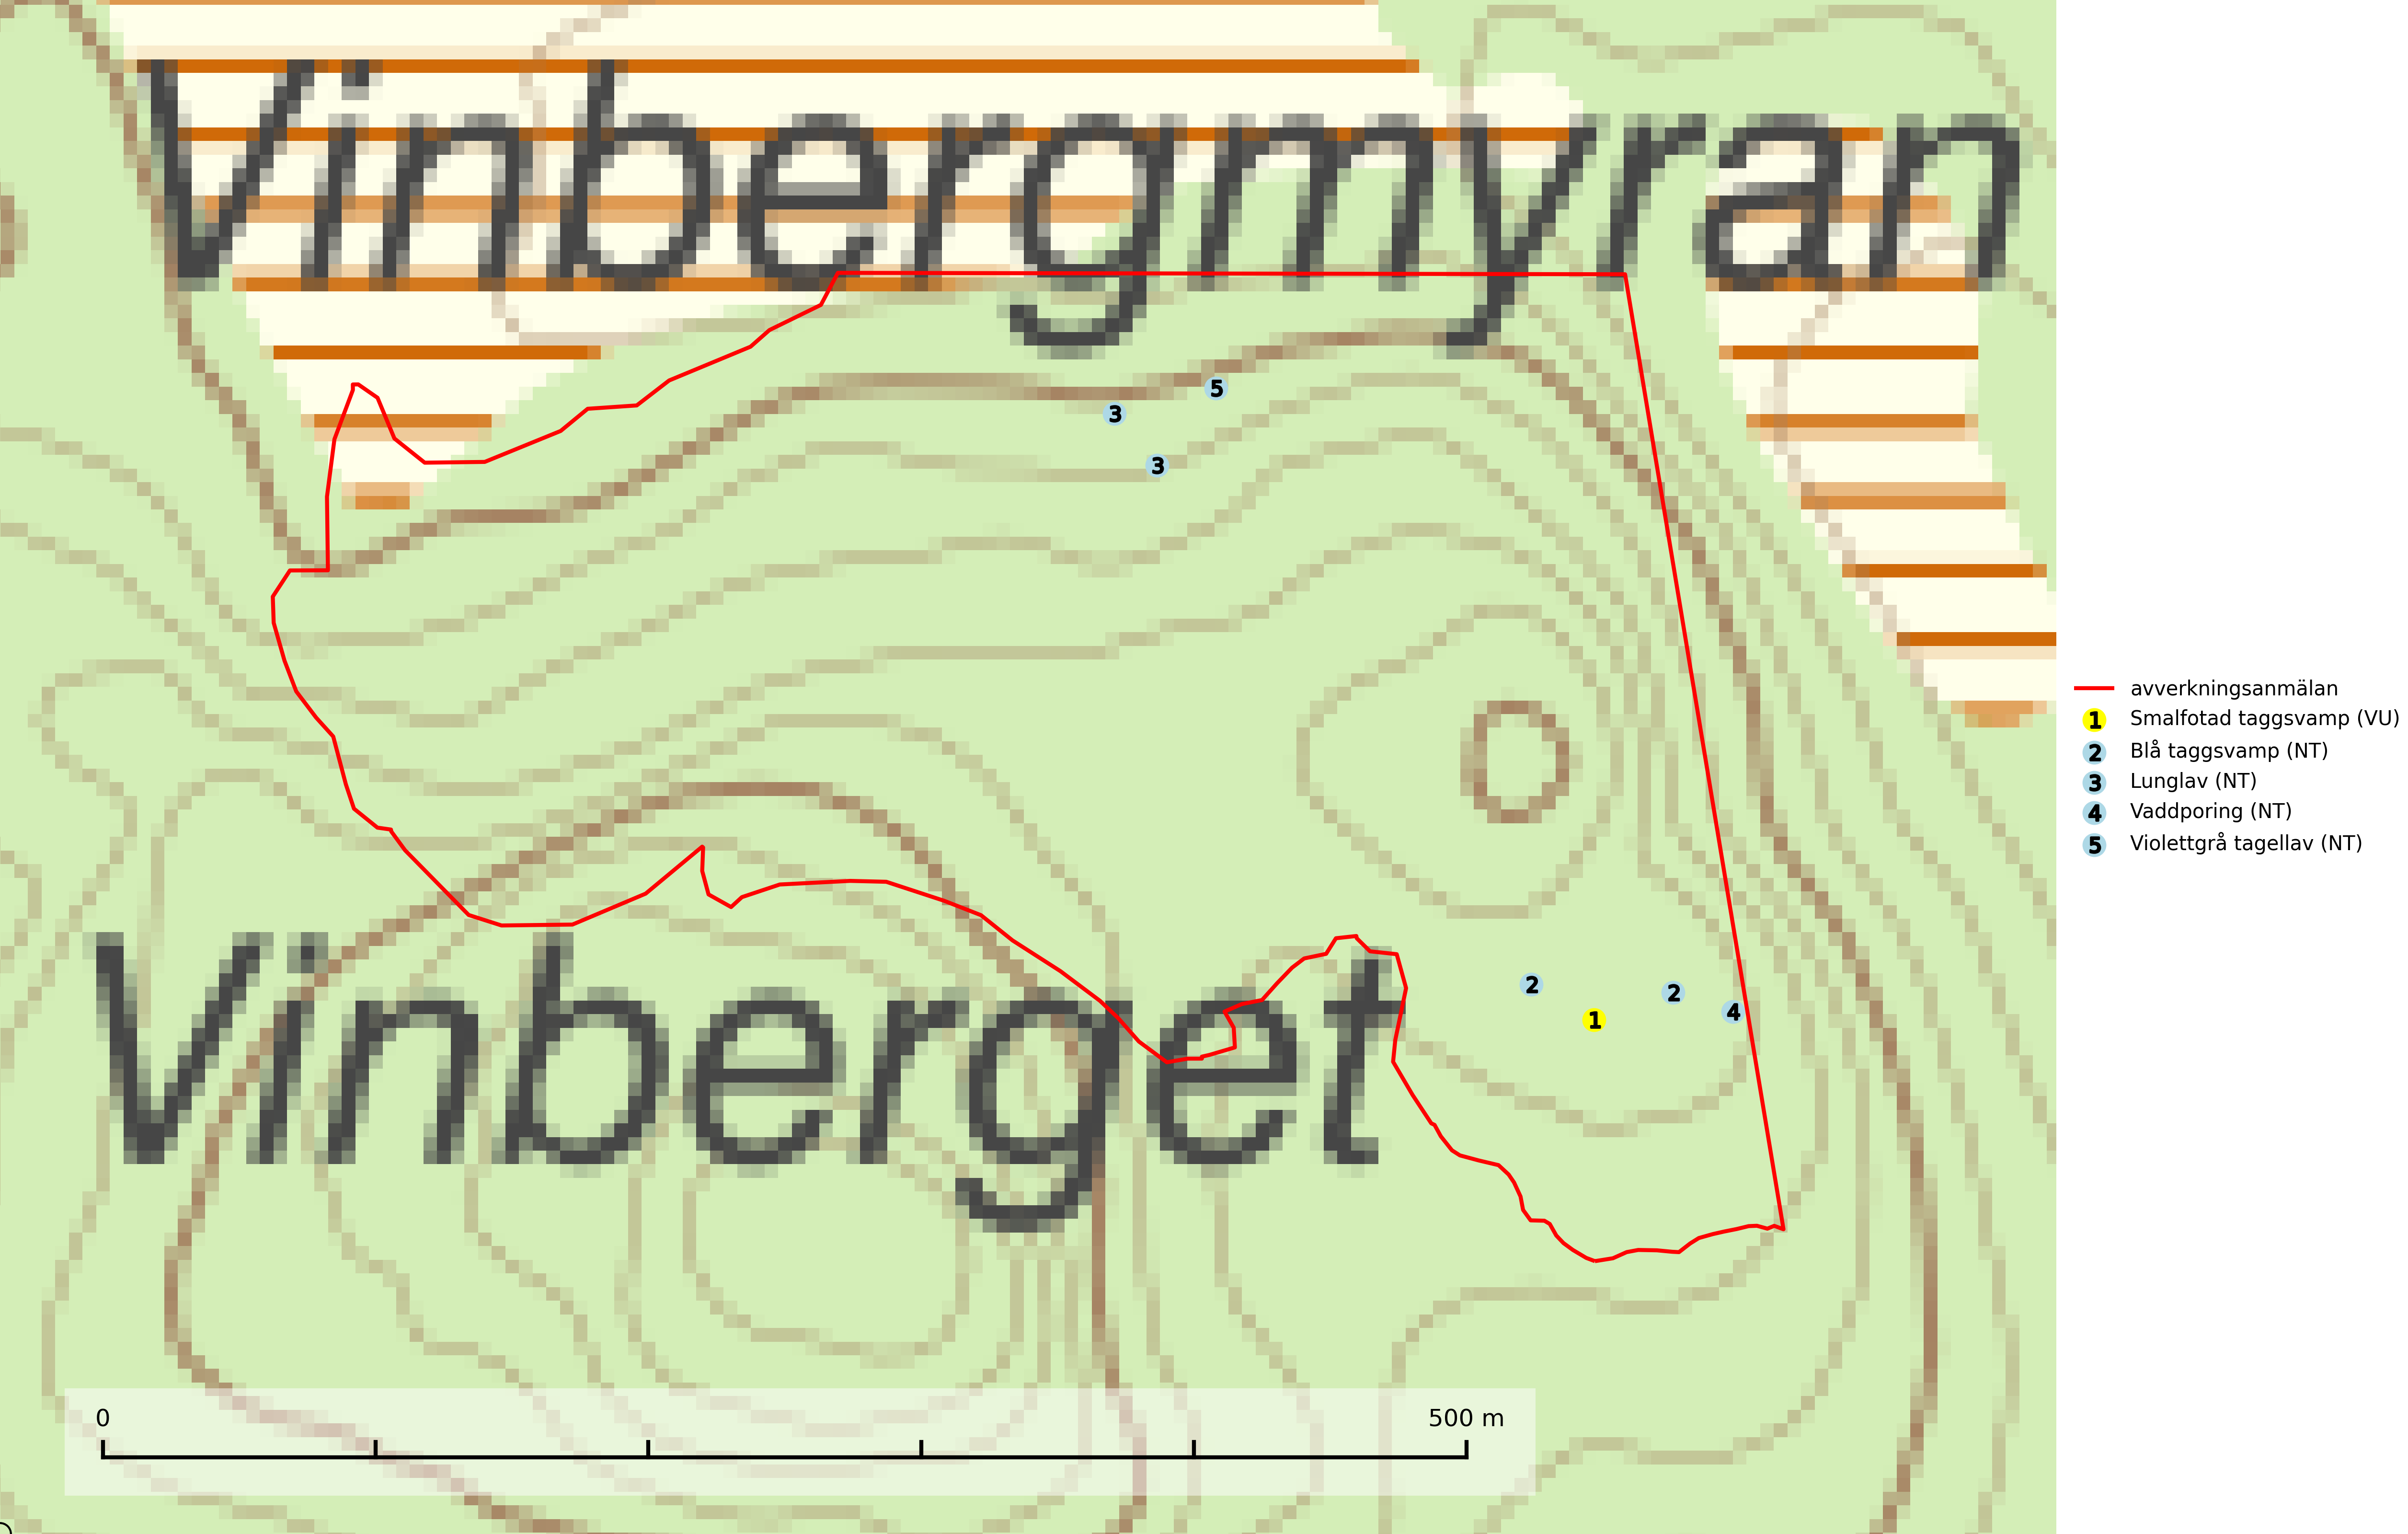 Vinbergmyran
5
3
3
avverkningsanmälan
1 Smalfotad taggsvamp (VU)
2 Blå taggsvamp (NT)
3 Lunglav (NT)
4 Vaddporing (NT)
5 Violettgrå tagellav (NT)
Vinberget
2
2
4
1
0
500 m